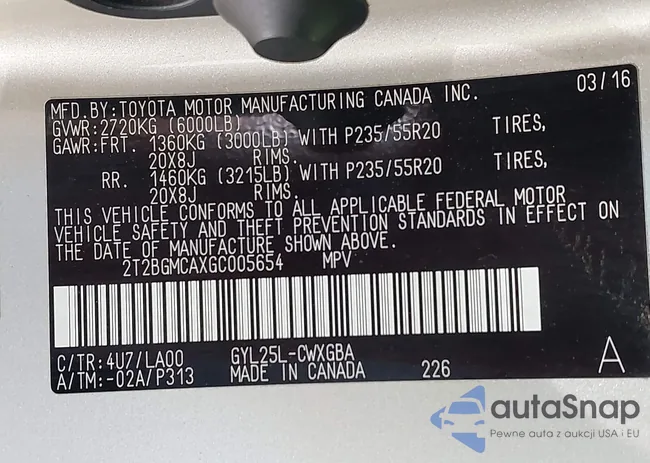 MFD.BY:TOYOTA MOTOR MANUFACTURING CANADA INC. 03/16
GVWR:2720KG (6000LB)
GAWR:FRT. 1360KG (3000LB) WITH P235/55R20 TIRES,
20X8J RIMS.
RR. 1460KG (3215LB) WITH P235/55R20 TIRES,
20X8J RIMS.
THIS VEHICLE CONFORMS TO ALL APPLICABLE FEDERAL MOTOR
VEHICLE SAFETY AND THEFT PREVENTION STANDARDS IN EFFECT ON
THE DATE OF MANUFACTURE SHOWN ABOVE.
2T2BGMCAXGC005654 MPV
C/TR:4U7/LA00 GYL25L-CWXGBA
A/TM:-02A/P313 MADE IN CANADA 226 A
autaSnap
Pewne auta z aukcji USA i EU